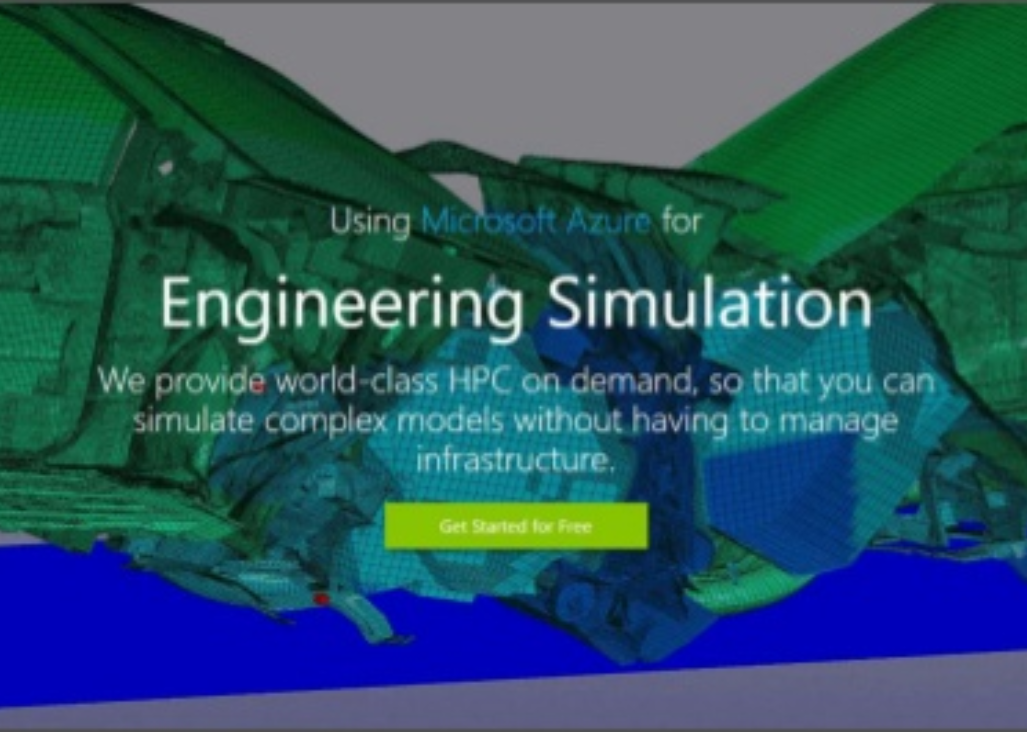 Using Microsoft Azure for
Engineering Simulation
We provide world-class HPC on demand, so that you can
simulate complex models without having to manage
infrastructure.
Get Started for Free